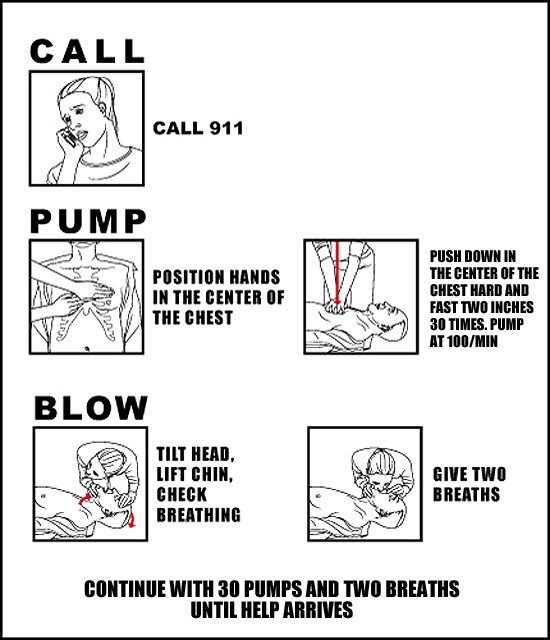 CALL
CALL 911
PUMP
POSITION HANDS
IN THE CENTER OF
THE CHEST
PUSH DOWN IN
THE CENTER OF THE
CHEST HARD AND
FAST TWO INCHES
30 TIMES. PUMP
AT 100/MIN
BLOW
TILT HEAD,
LIFT CHIN,
CHECK
BREATHING
GIVE TWO
BREATHS
CONTINUE WITH 30 PUMPS AND TWO BREATHS
UNTIL HELP ARRIVES